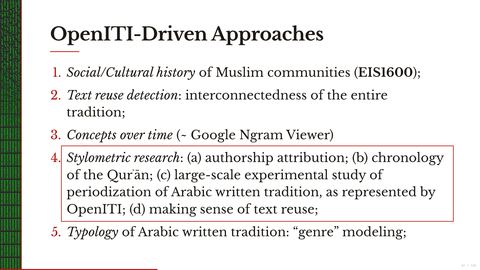 OpenITI-Driven Approaches
1. Social/Cultural history of Muslim communities (EIS1600);
2. Text reuse detection: interconnectedness of the entire
tradition;
3. Concepts over time (~ Google Ngram Viewer)
4. Stylometric research: (a) authorship attribution; (b) chronology
of the Qurʾān; (c) large-scale experimental study of
periodization of Arabic written tradition, as represented by
OpenITI; (d) making sense of text reuse;
5. Typology of Arabic written tradition: “genre” modeling;